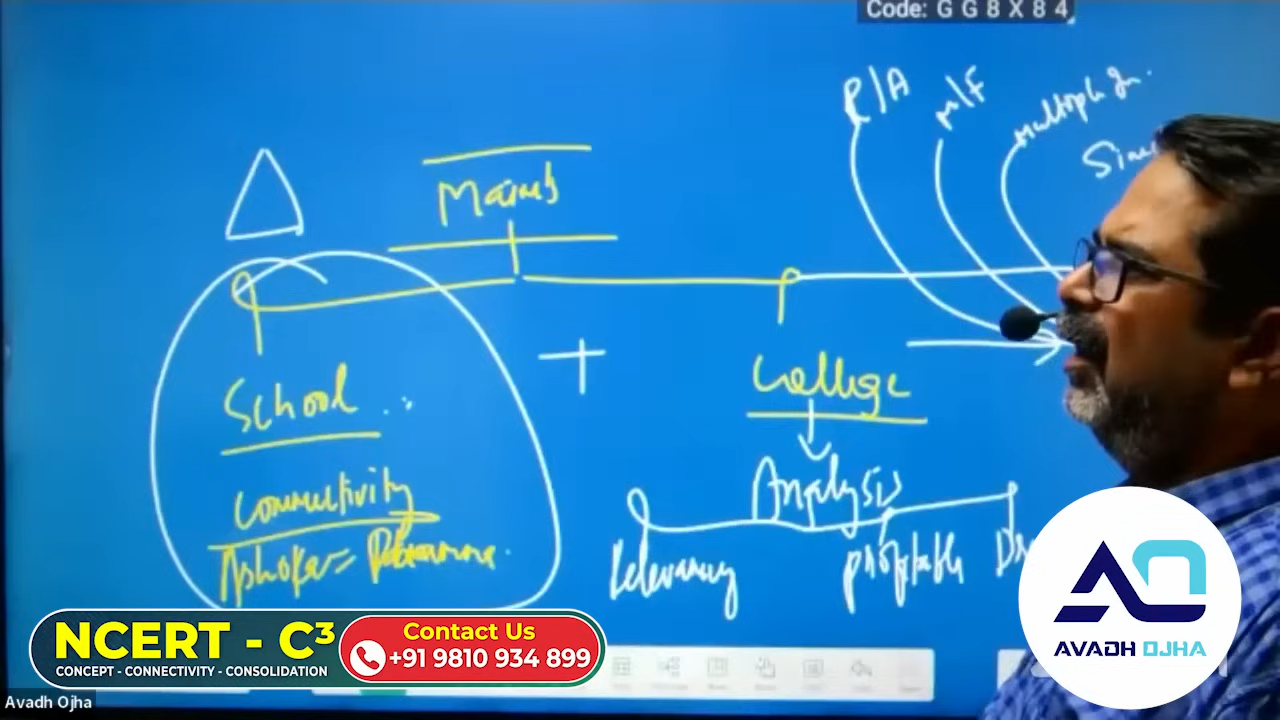 Code: G G 8 X 8 4
R/A
M/F
Mains
School ..
+
College
Analysis
Connectivity
Ashoka =
Relevancy
profitable
NCERT - C³
CONCEPT - CONNECTIVITY - CONSOLIDATION
Contact Us
+91 9810 934 899
AVADH OJHA
Avadh Ojha